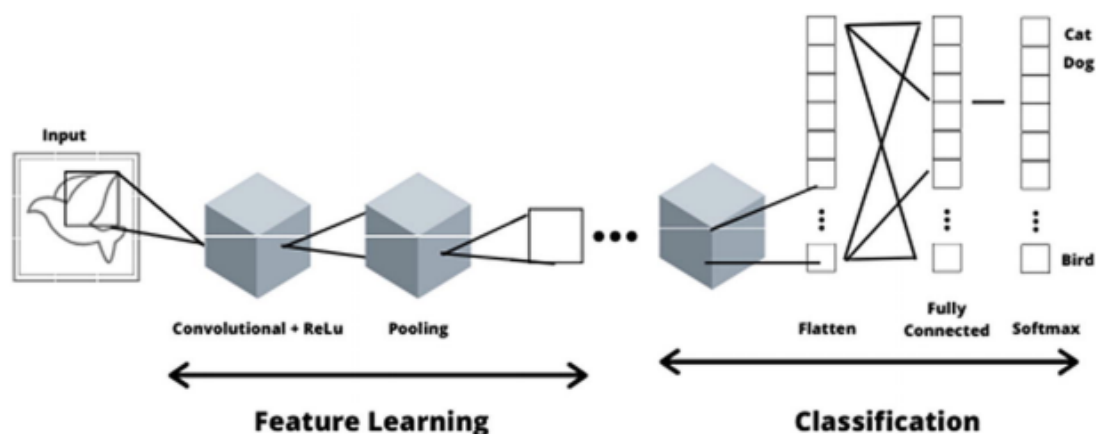 Input
Cat
Dog
Bird
Convolutional + ReLu
Pooling
Flatten
Fully
Connected
Softmax
Feature Learning
Classification